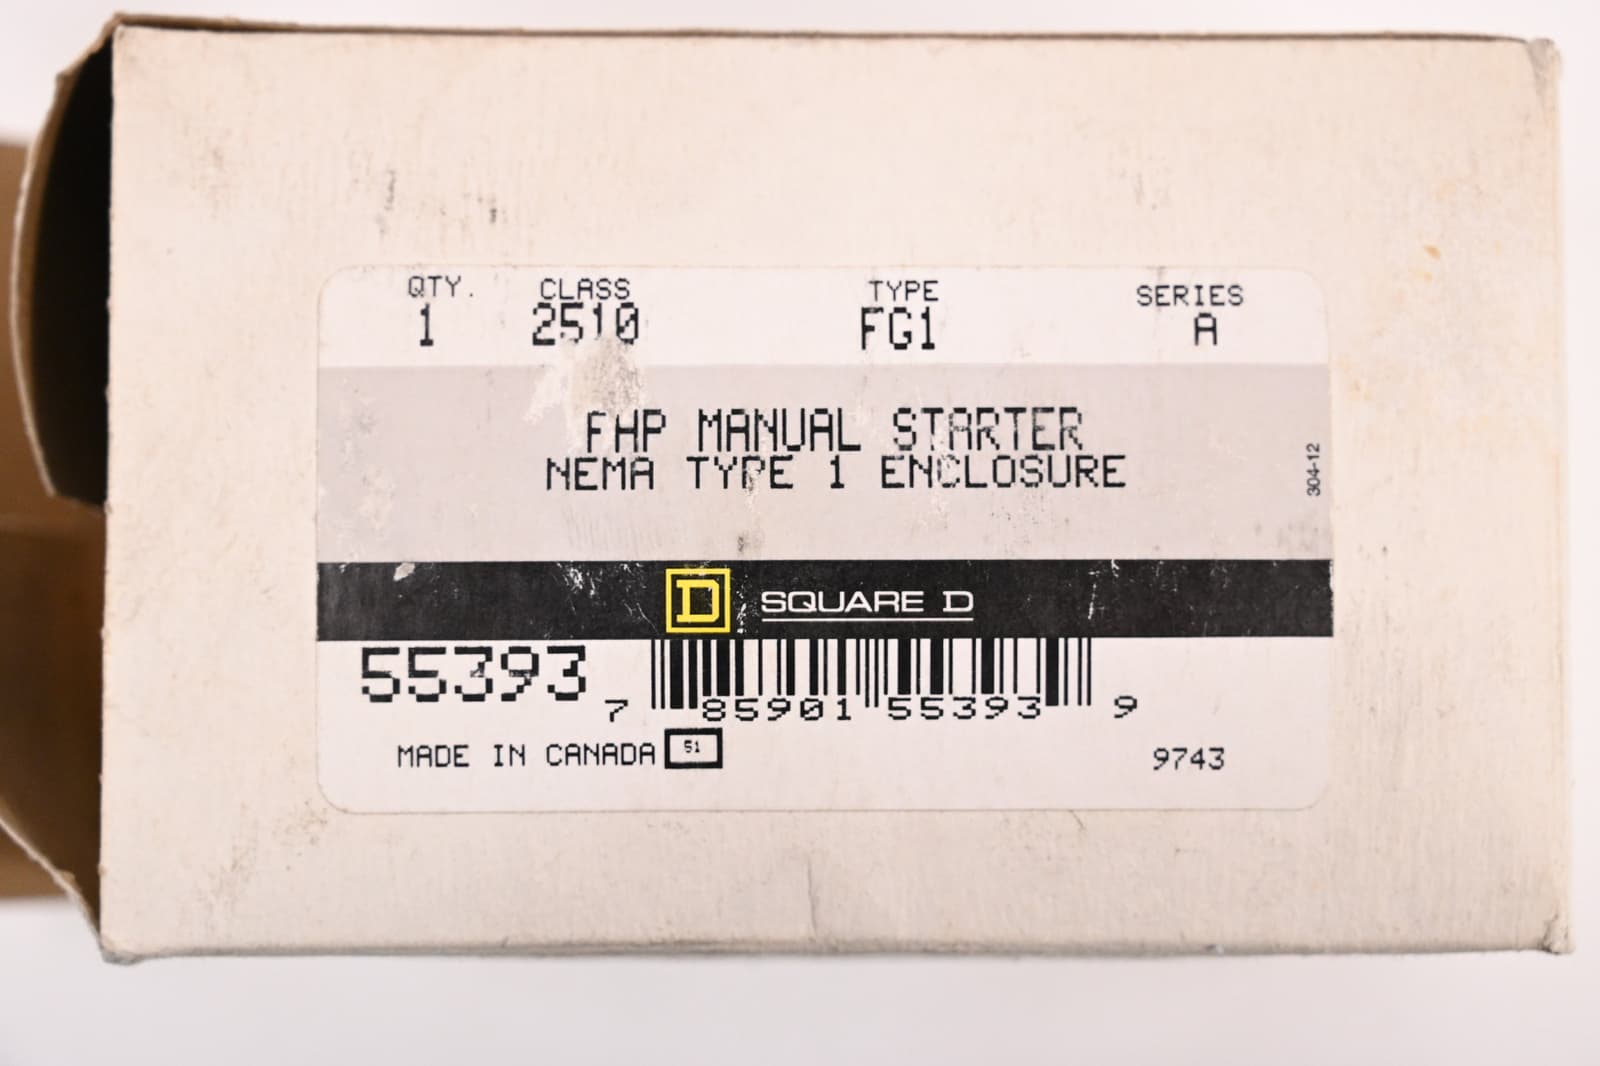 QTY. CLASS TYPE SERIES
1 2510 FG1 A
FHP MANUAL STARTER
NEMA TYPE 1 ENCLOSURE
304-12
D SQUARE D
55393
7 85901 55393 9
MADE IN CANADA 51 9743